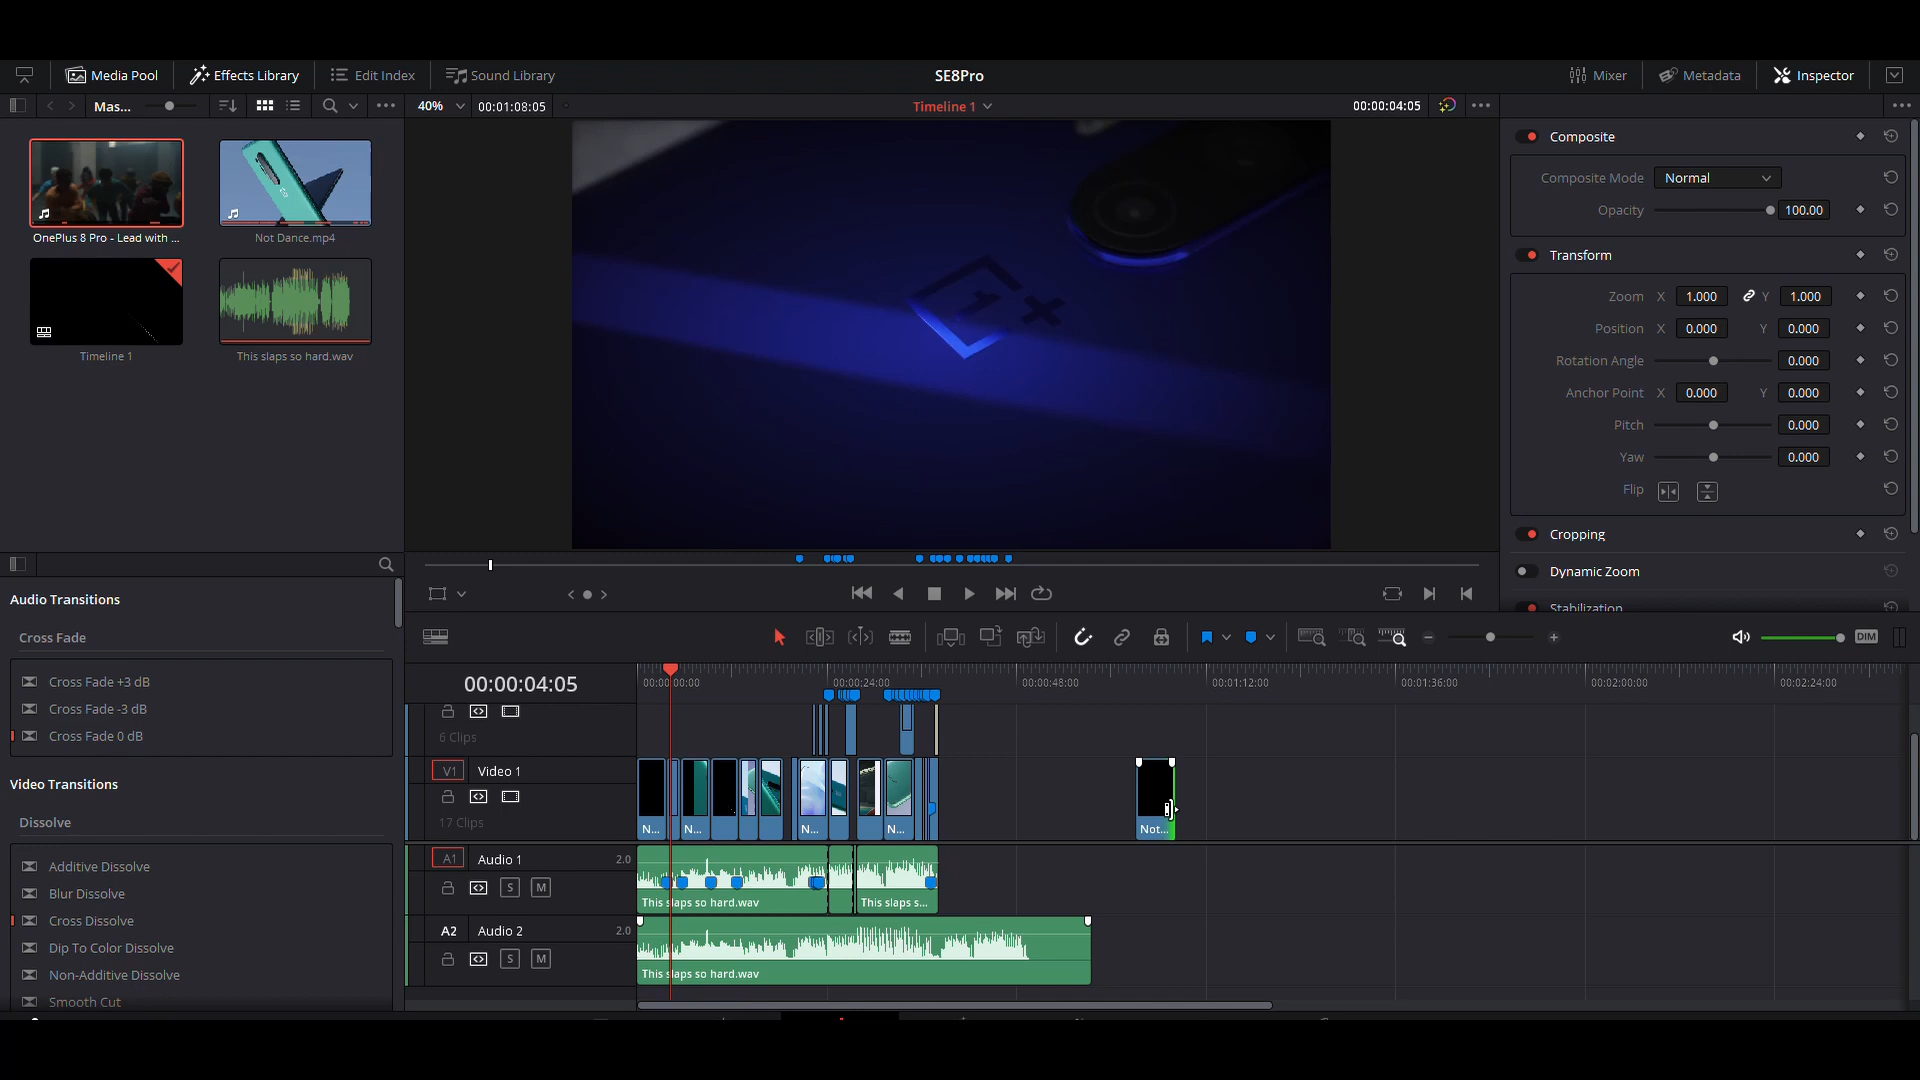 Media Pool
Effects Library
Edit Index
Sound Library
SE8Pro
Mixer
Metadata
Inspector
Mas...
40%
00:01:08:05
Timeline 1
00:00:04:05
OnePlus 8 Pro - Lead with ...
Not Dance.mp4
Timeline 1
This slaps so hard.wav
Composite
Composite Mode Normal
Opacity 100.00
Transform
Zoom X 1.000 Y 1.000
Position X 0.000 Y 0.000
Rotation Angle 0.000
Anchor Point X 0.000 Y 0.000
Pitch 0.000
Yaw 0.000
Flip
Cropping
Dynamic Zoom
Stabilization
Audio Transitions
Cross Fade
Cross Fade +3 dB
Cross Fade -3 dB
Cross Fade 0 dB
Video Transitions
Dissolve
Additive Dissolve
Blur Dissolve
Cross Dissolve
Dip To Color Dissolve
Non-Additive Dissolve
Smooth Cut
DIM
00:00:04:05
00:00:00:00
00:00:24:00
00:00:48:00
00:01:12:00
00:01:36:00
00:02:00:00
00:02:24:00
6 Clips
V1 Video 1
17 Clips
N...
N...
N...
N...
Not...
A1 Audio 1 2.0
S M
This slaps so hard.wav
This slaps s...
A2 Audio 2 2.0
S M
This slaps so hard.wav